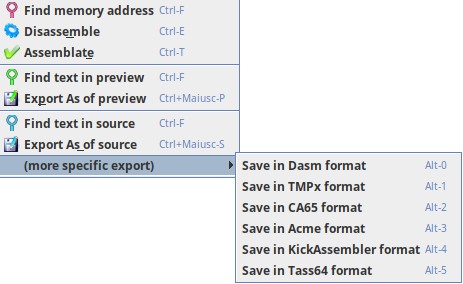 Find memory address Ctrl-F
Disassemble Ctrl-E
Assemblate Ctrl-T
Find text in preview Ctrl-F
Export As of preview Ctrl+Maiusc-P
Find text in source Ctrl-F
Export As of source Ctrl+Maiusc-S
(more specific export)
Save in Dasm format Alt-0
Save in TMPx format Alt-1
Save in CA65 format Alt-2
Save in Acme format Alt-3
Save in KickAssembler format Alt-4
Save in Tass64 format Alt-5